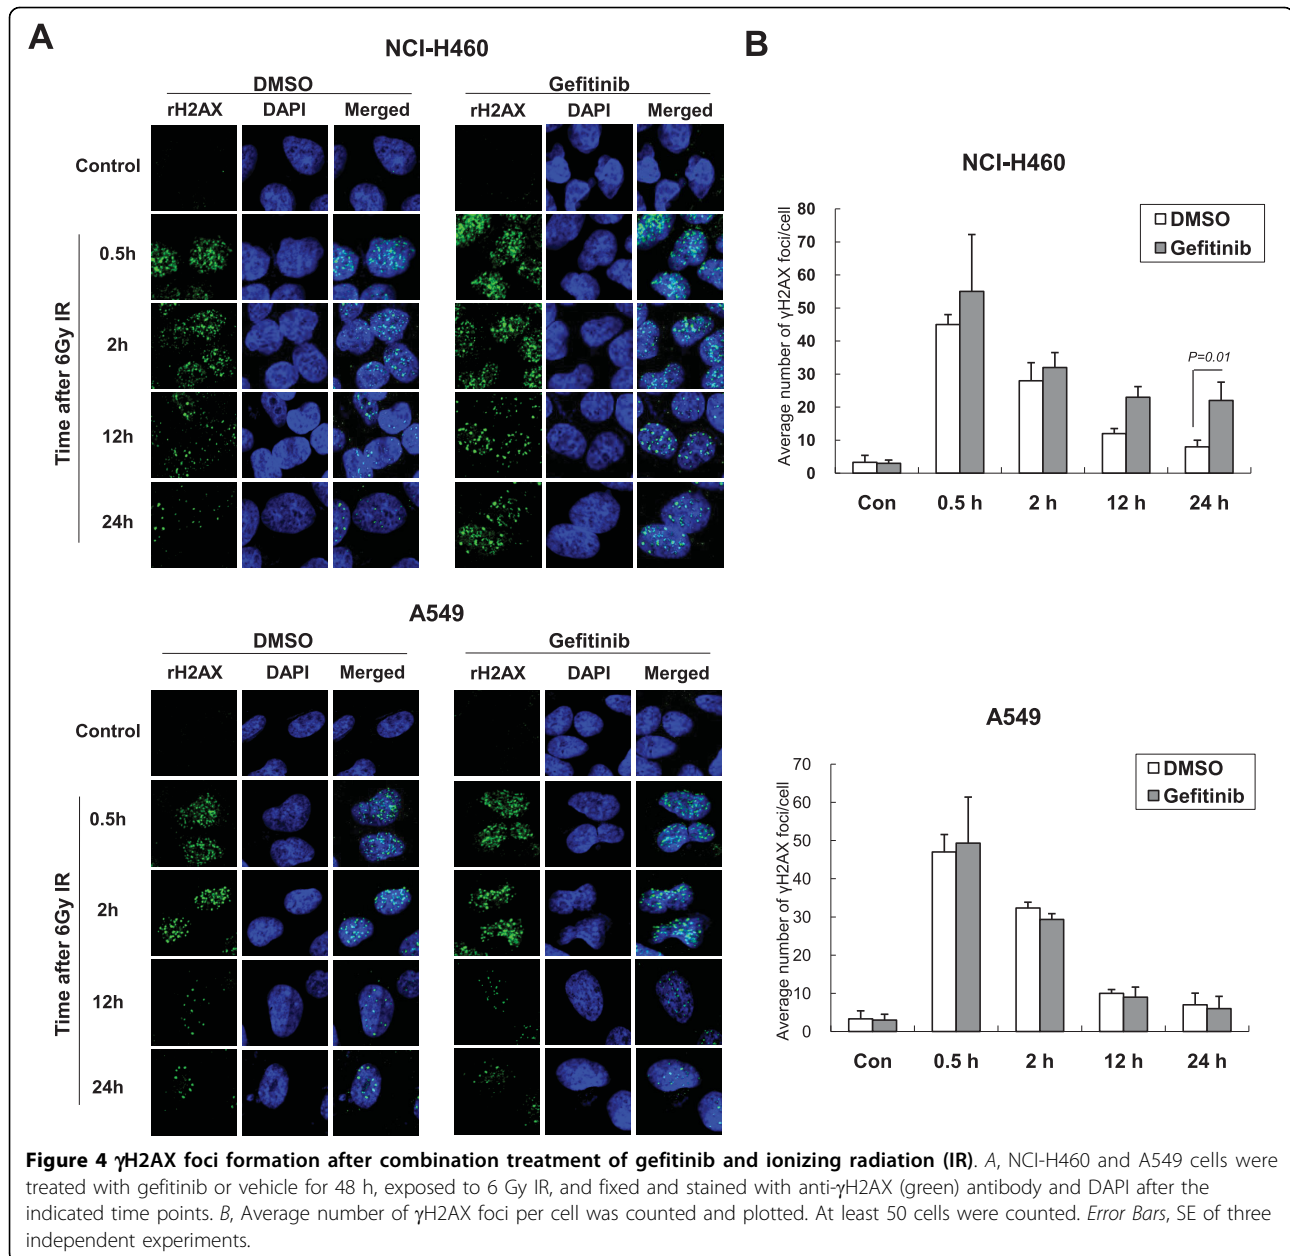 A
NCI-H460
DMSO
Gefitinib
rH2AX DAPI Merged
rH2AX DAPI Merged
Control
Time after 6Gy IR
0.5h
2h
12h
24h
A549
DMSO
Gefitinib
rH2AX DAPI Merged
rH2AX DAPI Merged
Control
Time after 6Gy IR
0.5h
2h
12h
24h
B
NCI-H460
Average number of γH2AX foci/cell
80
70
60
50
40
30
20
10
0
DMSO
Gefitinib
P=0.01
Con 0.5 h 2 h 12 h 24 h
A549
Average number of γH2AX foci/cell
70
60
50
40
30
20
10
0
DMSO
Gefitinib
Con 0.5 h 2 h 12 h 24 h
Figure 4 γH2AX foci formation after combination treatment of gefitinib and ionizing radiation (IR). A, NCI-H460 and A549 cells were
treated with gefitinib or vehicle for 48 h, exposed to 6 Gy IR, and fixed and stained with anti-γH2AX (green) antibody and DAPI after the
indicated time points. B, Average number of γH2AX foci per cell was counted and plotted. At least 50 cells were counted. Error Bars, SE of three
independent experiments.